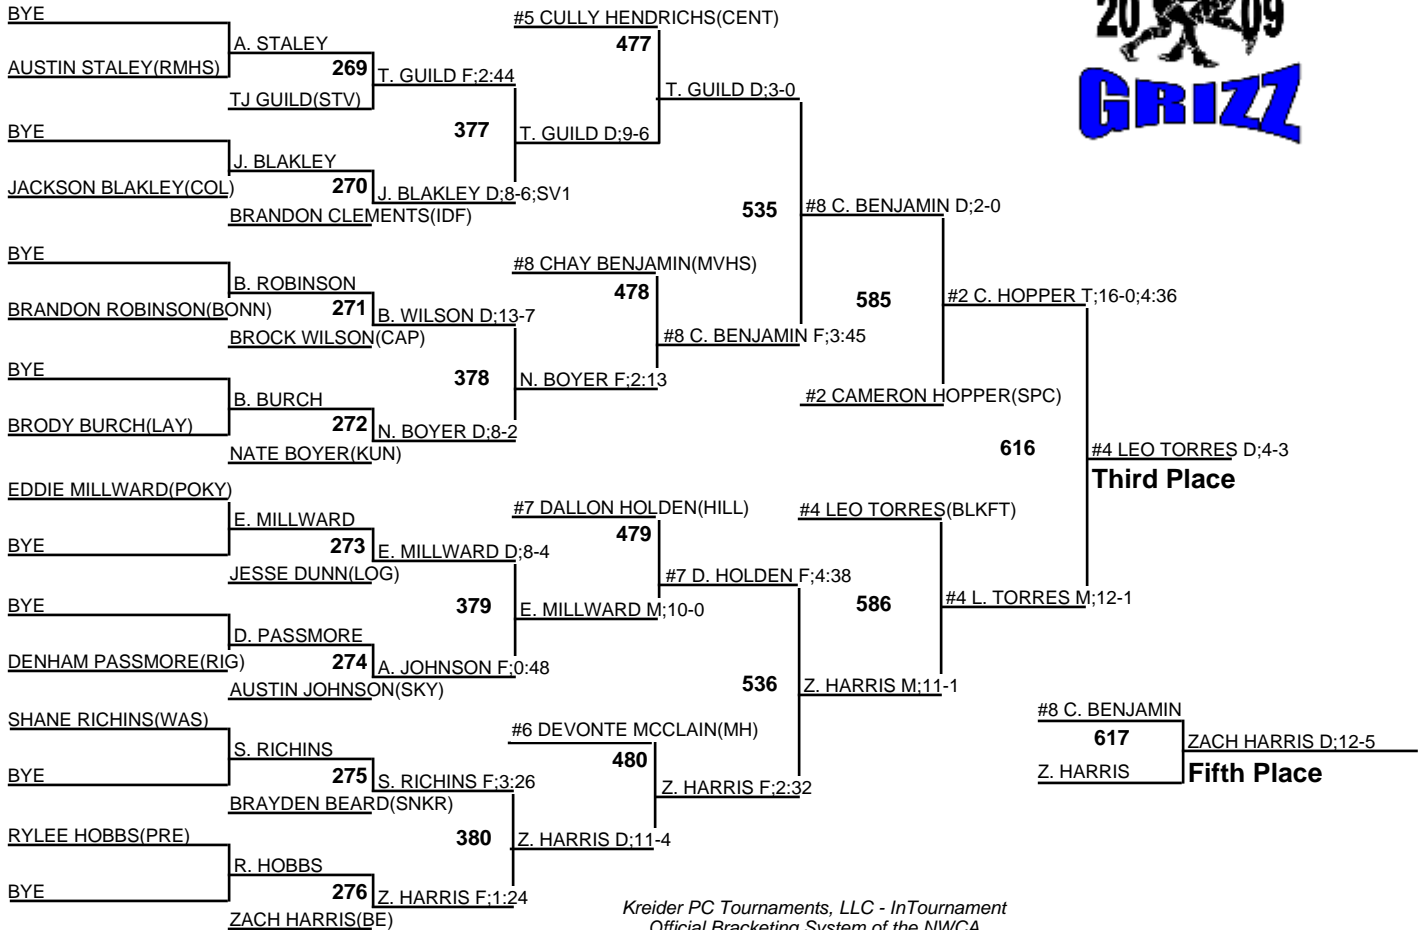 BYE
#5 CULLY HENDRICHS(CENT)
20 09
A. STALEY
477
AUSTIN STALEY(RMHS)
269
T. GUILD F;2:44
GRIZZ
T. GUILD D;3-0
TJ GUILD(STV)
BYE
377
T. GUILD D;9-6
J. BLAKLEY
JACKSON BLAKLEY(COL)
270
J. BLAKLEY D;8-6;SV1
535
#8 C. BENJAMIN D;2-0
BRANDON CLEMENTS(IDF)
BYE
#8 CHAY BENJAMIN(MVHS)
B. ROBINSON
478
585
#2 C. HOPPER T;16-0;4:36
BRANDON ROBINSON(BONN)
271
B. WILSON D;13-7
BROCK WILSON(CAP)
#8 C. BENJAMIN F;3:45
BYE
378
N. BOYER F;2:13
B. BURCH
#2 CAMERON HOPPER(SPC)
BRODY BURCH(LAY)
272
N. BOYER D;8-2
NATE BOYER(KUN)
616
#4 LEO TORRES D;4-3
Third Place
EDDIE MILLWARD(POKY)
#7 DALLON HOLDEN(HILL)
#4 LEO TORRES(BLKFT)
E. MILLWARD
479
BYE
273
E. MILLWARD D;8-4
JESSE DUNN(LOG)
#7 D. HOLDEN F;4:38
BYE
379
E. MILLWARD M;10-0
586
#4 L. TORRES M;12-1
D. PASSMORE
DENHAM PASSMORE(RIG)
274
A. JOHNSON F;0:48
AUSTIN JOHNSON(SKY)
536
Z. HARRIS M;11-1
SHANE RICHINS(WAS)
#6 DEVONTE MCCLAIN(MH)
#8 C. BENJAMIN
S. RICHINS
480
617
ZACH HARRIS D;12-5
BYE
275
S. RICHINS F;3:26
Z. HARRIS
Fifth Place
BRAYDEN BEARD(SNKR)
Z. HARRIS F;2:32
RYLEE HOBBS(PRE)
380
Z. HARRIS D;11-4
R. HOBBS
BYE
276
Z. HARRIS F;1:24
ZACH HARRIS(BE)
Kreider PC Tournaments, LLC - InTournament
Official Bracketing System of the NWCA